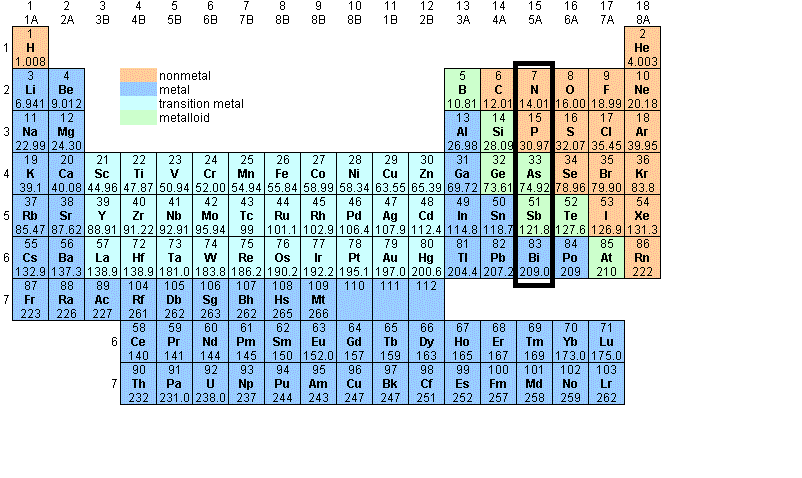 1 2 3 4 5 6 7 8 9 10 11 12 13 14 15 16 17 18
1A 2A 3B 4B 5B 6B 7B 8B 8B 8B 1B 2B 3A 4A 5A 6A 7A 8A
1 2
1 H He
1.008 4.003
nonmetal
metal
transition metal
metalloid
3 4 5 6 7 8 9 10
2 Li Be B C N O F Ne
6.941 9.012 10.81 12.01 14.01 16.00 18.99 20.18
11 12 13 14 15 16 17 18
3 Na Mg Al Si P S Cl Ar
22.99 24.30 26.98 28.09 30.97 32.07 35.45 39.95
19 20 21 22 23 24 25 26 27 28 29 30 31 32 33 34 35 36
4 K Ca Sc Ti V Cr Mn Fe Co Ni Cu Zn Ga Ge As Se Br Kr
39.1 40.08 44.96 47.87 50.94 52.00 54.94 55.84 58.99 58.34 63.55 65.39 69.72 73.61 74.92 78.96 79.90 83.8
37 38 39 40 41 42 43 44 45 46 47 48 49 50 51 52 53 54
5 Rb Sr Y Zr Nb Mo Tc Ru Rh Pd Ag Cd In Sn Sb Te I Xe
85.47 87.62 88.91 91.22 92.91 95.94 99 101.1 102.9 106.4 107.9 112.4 114.8 118.7 121.8 127.6 126.9 131.3
55 56 57 72 73 74 75 76 77 78 79 80 81 82 83 84 85 86
6 Cs Ba La Hf Ta W Re Os Ir Pt Au Hg Tl Pb Bi Po At Rn
132.9 137.3 138.9 138.9 181.0 183.8 186.2 190.2 192.2 195.1 197.0 200.6 204.4 207.2 209.0 209 210 222
87 88 89 104 105 106 107 108 109 110 111 112
7 Fr Ra Ac Rf Db Sg Bh Hs Mt
223 226 227 261 262 263 262 265 266
58 59 60 61 62 63 64 65 66 67 68 69 70 71
6 Ce Pr Nd Pm Sm Eu Gd Tb Dy Ho Er Tm Yb Lu
140 141 144 145 150 152.0 157 159 163 165 167 169 173.0 175.0
90 91 92 93 94 95 96 97 98 99 100 101 102 103
7 Th Pa U Np Pu Am Cu Bk Cf Es Fm Md No Lr
232 231.0 238.0 237 244 243 247 247 251 252 257 258 259 262